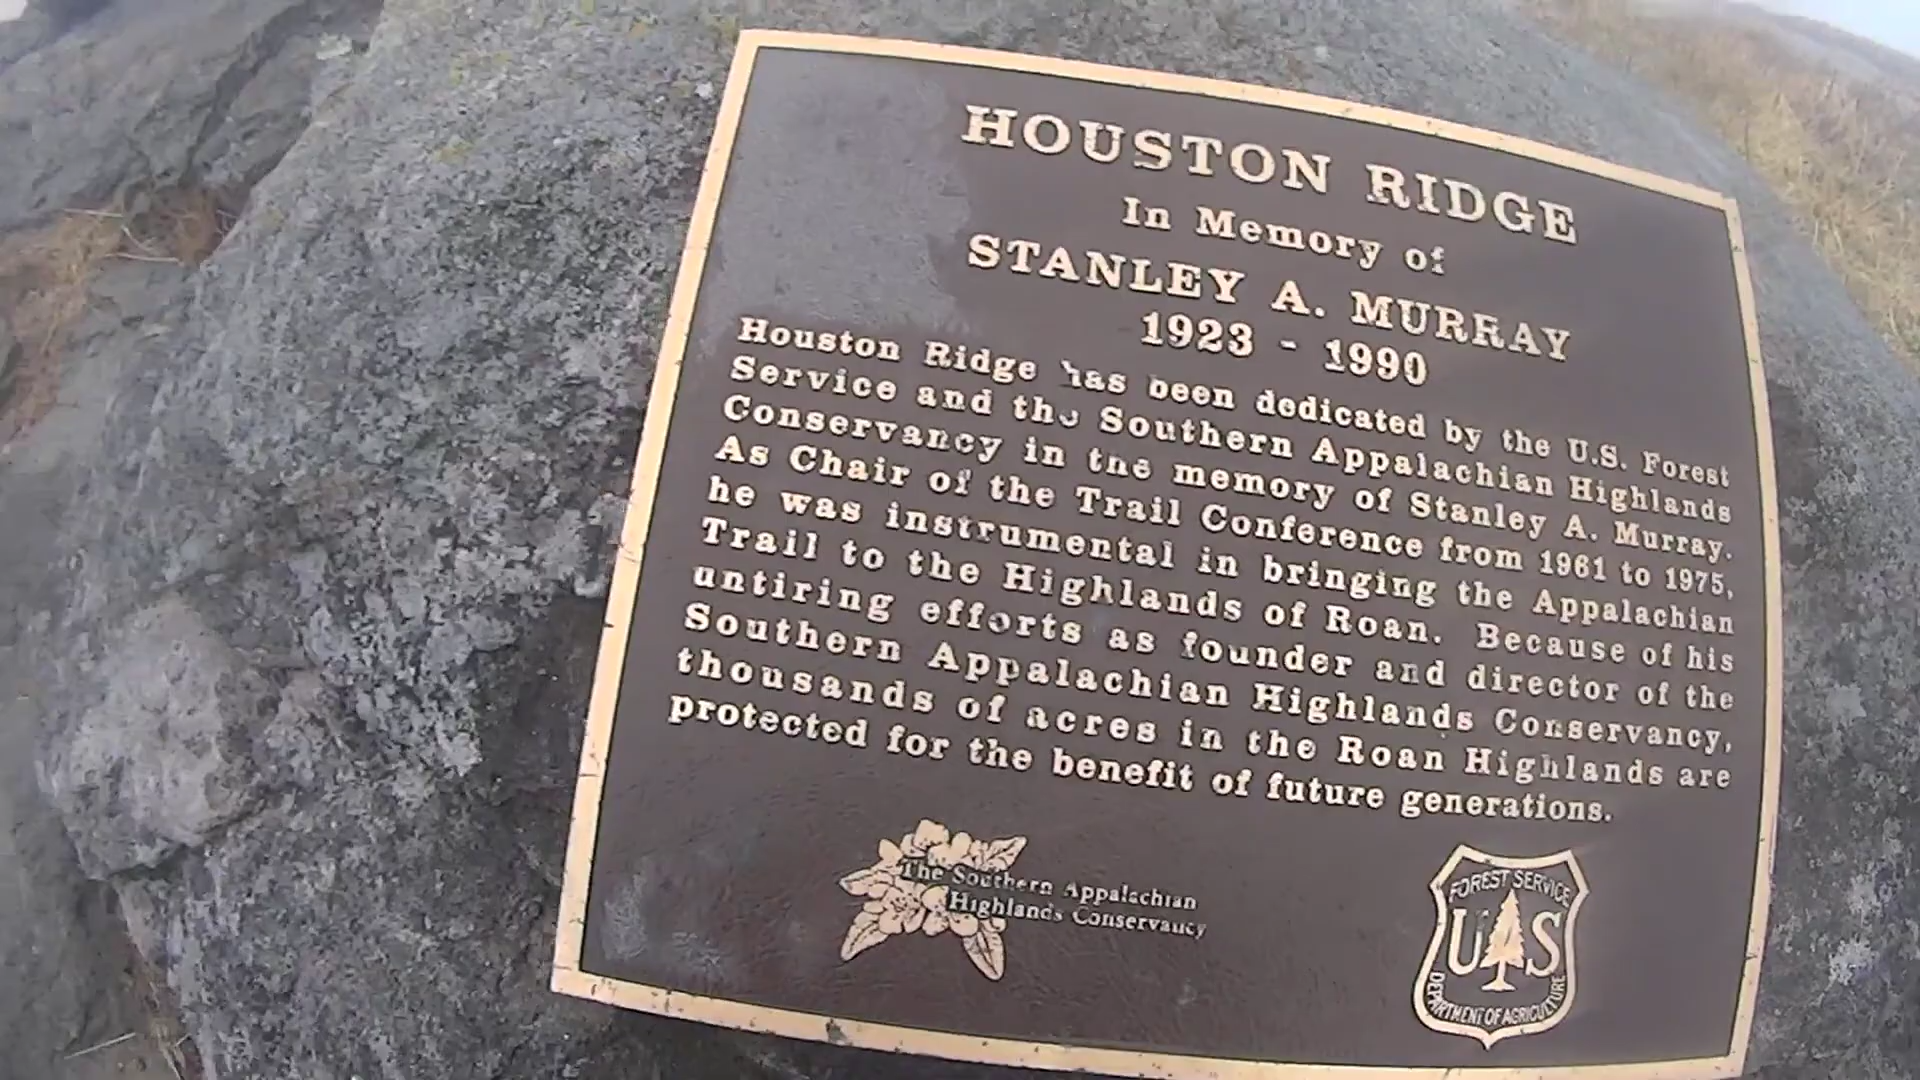 HOUSTON RIDGE
In Memory of
STANLEY A. MURRAY
1923 - 1990
Houston Ridge has been dedicated by the U.S. Forest
Service and the Southern Appalachian Highlands
Conservancy in the memory of Stanley A. Murray.
As Chair of the Trail Conference from 1961 to 1975,
he was instrumental in bringing the Appalachian
Trail to the Highlands of Roan. Because of his
untiring efforts as founder and director of the
Southern Appalachian Highlands Conservancy,
thousands of acres in the Roan Highlands are
protected for the benefit of future generations.
The Southern Appalachian
Highlands Conservancy
FOREST SERVICE
U S
DEPARTMENT OF AGRICULTURE